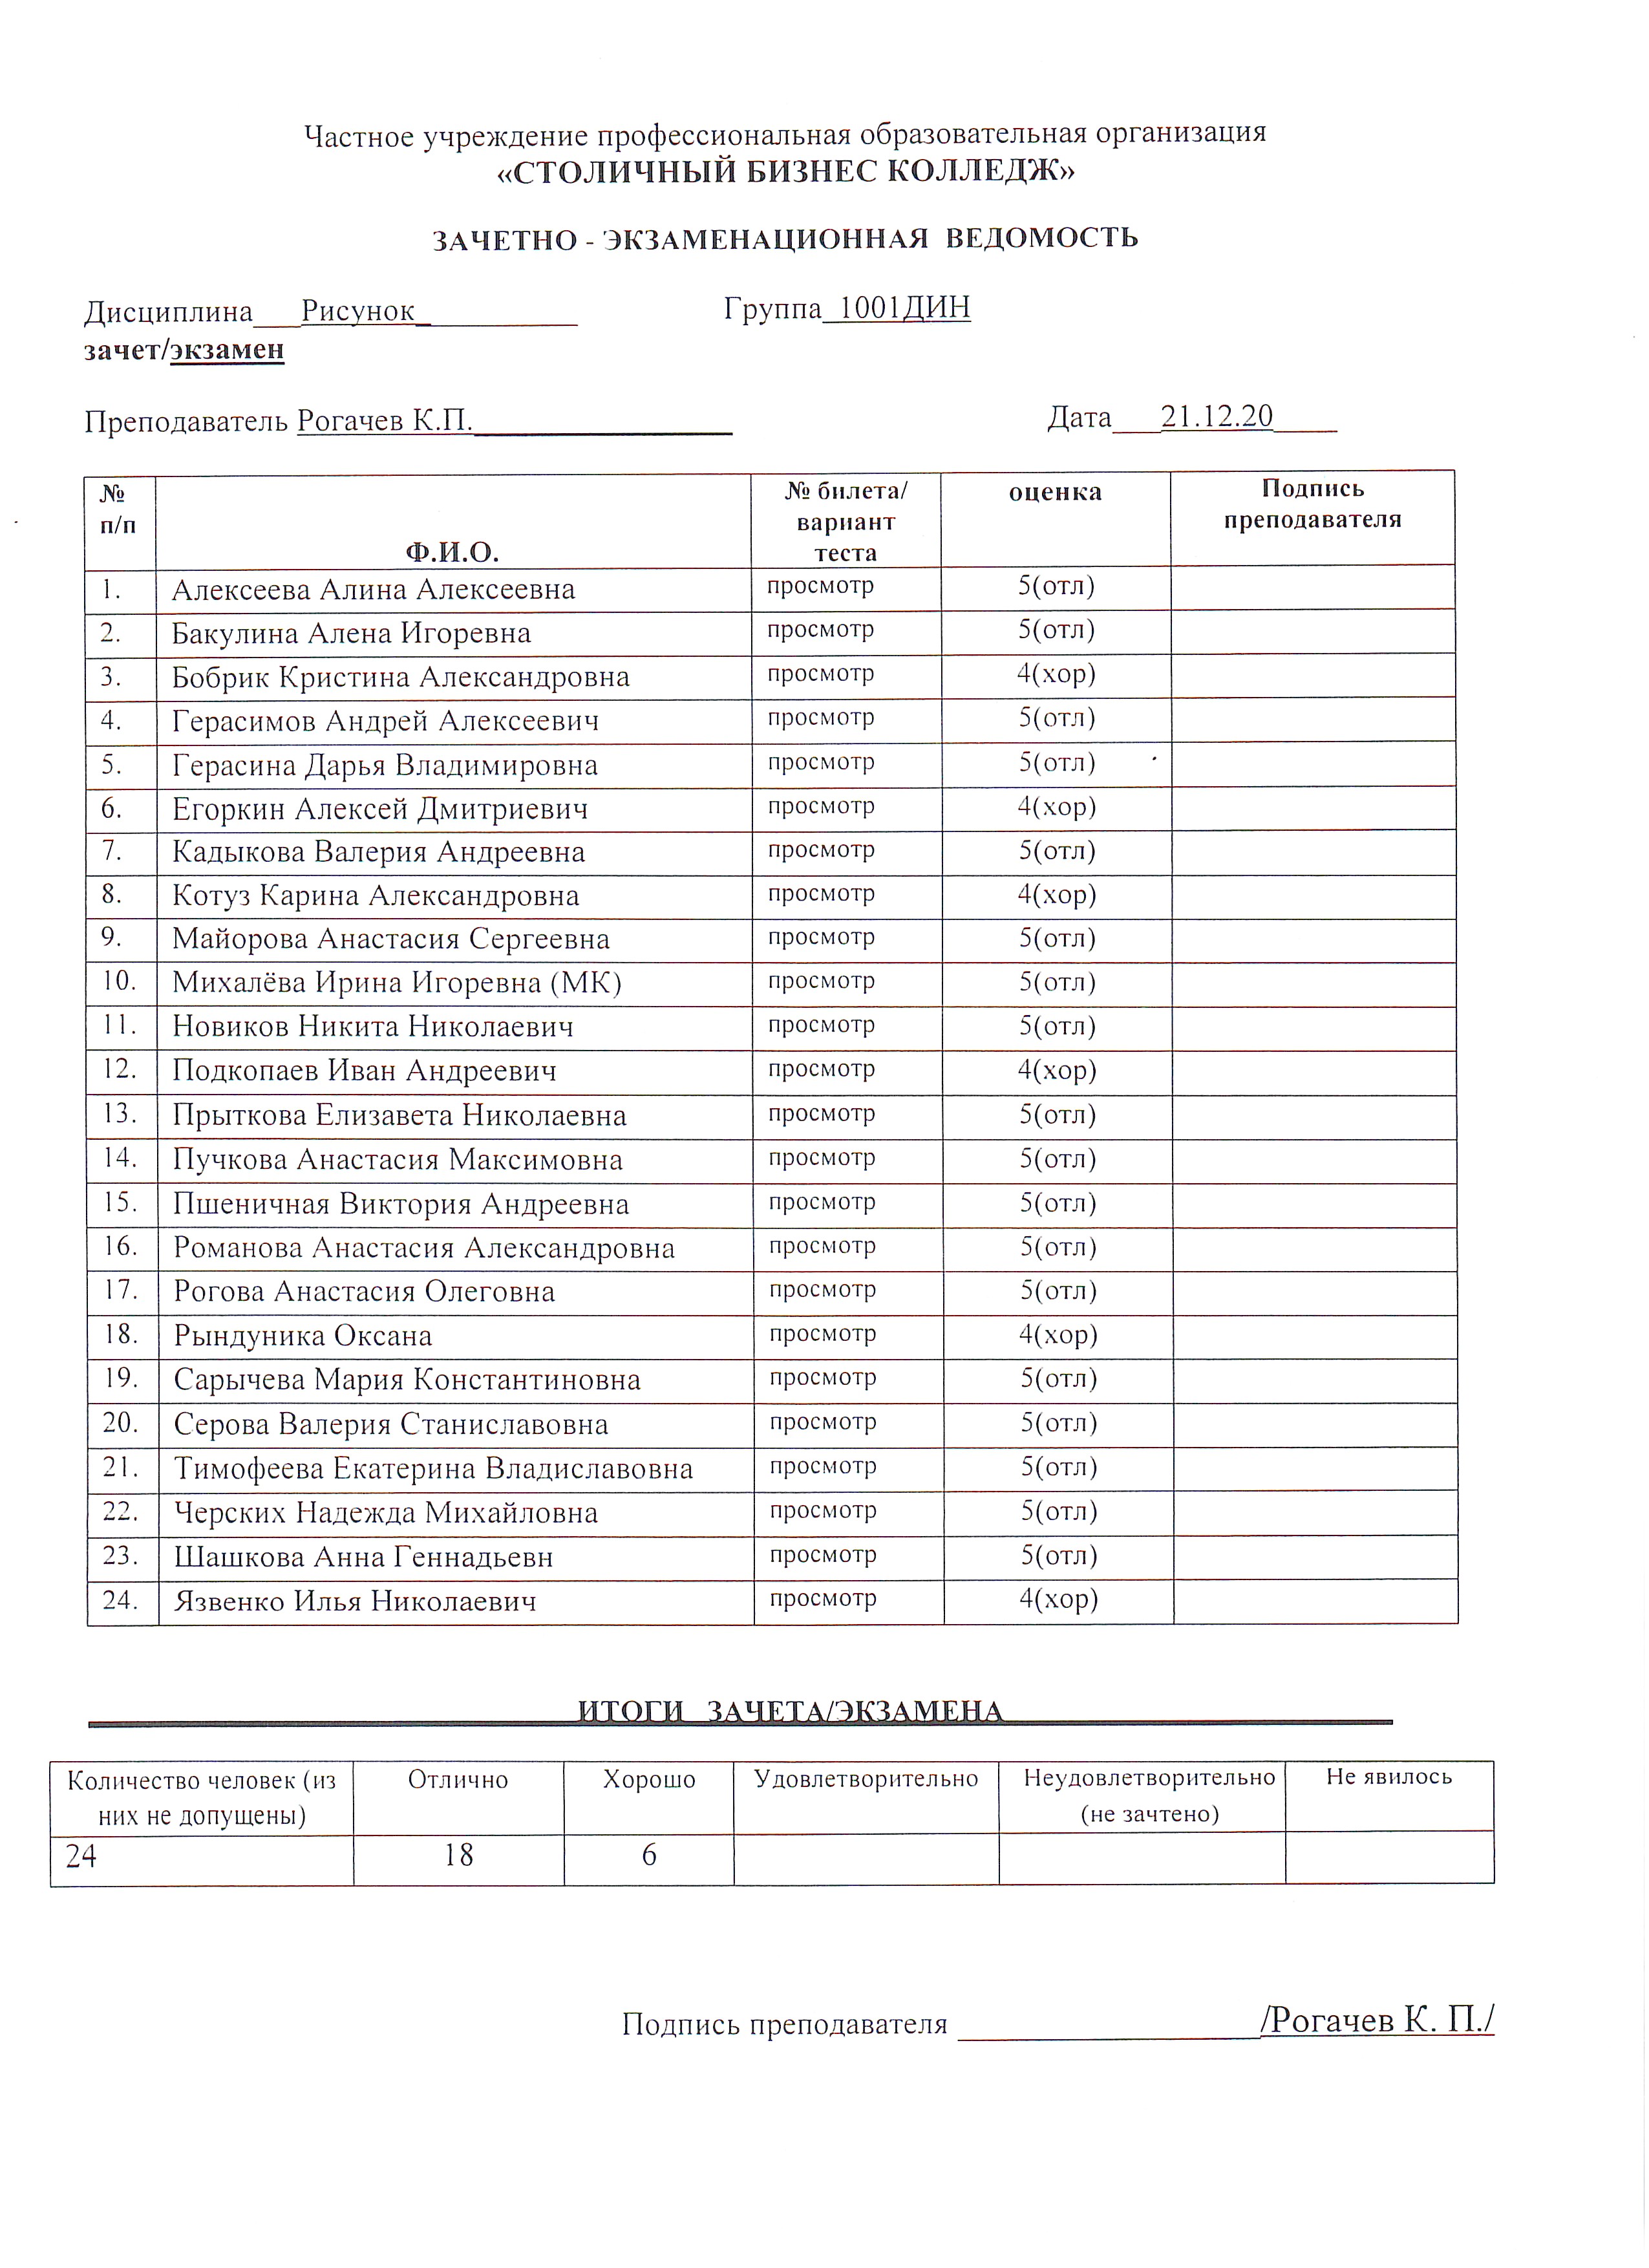 Частное учреждение профессиональная образовательная организация
«СТОЛИЧНЫЙ БИЗНЕС КОЛЛЕДЖ»
ЗАЧЕТНО - ЭКЗАМЕНАЦИОННАЯ ВЕДОМОСТЬ
Дисциплина___Рисунок___________ Группа_1001ДИН
зачет/экзамен
Преподаватель Рогачев К.П.________________ Дата___21.12.20____
№ п/п Ф.И.О. № билета/ вариант теста оценка Подпись преподавателя
1. Алексеева Алина Алексеевна просмотр 5(отл)
2. Бакулина Алена Игоревна просмотр 5(отл)
3. Бобрик Кристина Александровна просмотр 4(хор)
4. Герасимов Андрей Алексеевич просмотр 5(отл)
5. Герасина Дарья Владимировна просмотр 5(отл)
6. Егоркин Алексей Дмитриевич просмотр 4(хор)
7. Кадыкова Валерия Андреевна просмотр 5(отл)
8. Котуз Карина Александровна просмотр 4(хор)
9. Майорова Анастасия Сергеевна просмотр 5(отл)
10. Михалёва Ирина Игоревна (МК) просмотр 5(отл)
11. Новиков Никита Николаевич просмотр 5(отл)
12. Подкопаев Иван Андреевич просмотр 4(хор)
13. Прыткова Елизавета Николаевна просмотр 5(отл)
14. Пучкова Анастасия Максимовна просмотр 5(отл)
15. Пшеничная Виктория Андреевна просмотр 5(отл)
16. Романова Анастасия Александровна просмотр 5(отл)
17. Рогова Анастасия Олеговна просмотр 5(отл)
18. Рындуника Оксана просмотр 4(хор)
19. Сарычева Мария Константиновна просмотр 5(отл)
20. Серова Валерия Станиславовна просмотр 5(отл)
21. Тимофеева Екатерина Владиславовна просмотр 5(отл)
22. Черских Надежда Михайловна просмотр 5(отл)
23. Шашкова Анна Геннадьевн просмотр 5(отл)
24. Язвенко Илья Николаевич просмотр 4(хор)
ИТОГИ ЗАЧЕТА/ЭКЗАМЕНА
Количество человек (из них не допущены) Отлично Хорошо Удовлетворительно Неудовлетворительно (не зачтено) Не явилось
24 18 6
Подпись преподавателя ____________________/Рогачев К. П./